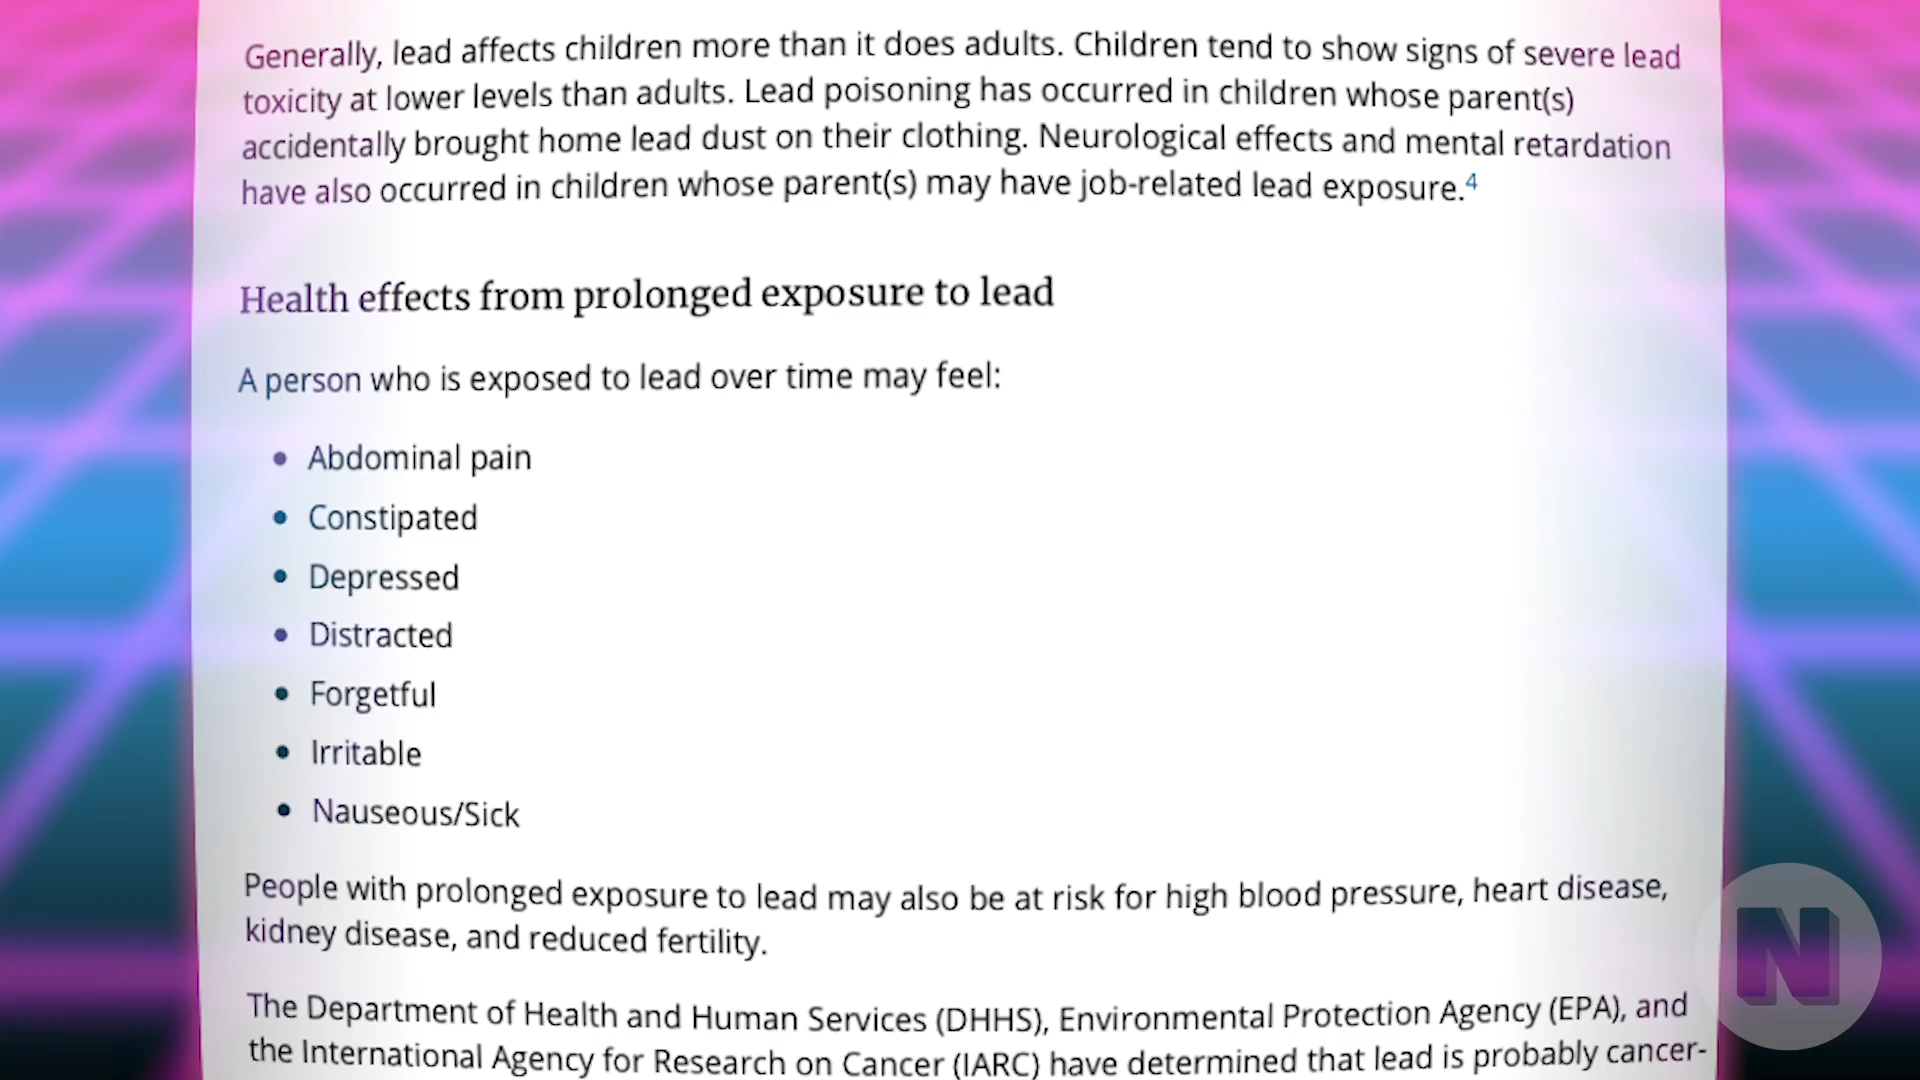 Generally, lead affects children more than it does adults. Children tend to show signs of severe lead
toxicity at lower levels than adults. Lead poisoning has occurred in children whose parent(s)
accidentally brought home lead dust on their clothing. Neurological effects and mental retardation
have also occurred in children whose parent(s) may have job-related lead exposure.4
Health effects from prolonged exposure to lead
A person who is exposed to lead over time may feel:
• Abdominal pain
• Constipated
• Depressed
• Distracted
• Forgetful
• Irritable
• Nauseous/Sick
People with prolonged exposure to lead may also be at risk for high blood pressure, heart disease,
kidney disease, and reduced fertility.
The Department of Health and Human Services (DHHS), Environmental Protection Agency (EPA), and
the International Agency for Research on Cancer (IARC) have determined that lead is probably cancer-
N